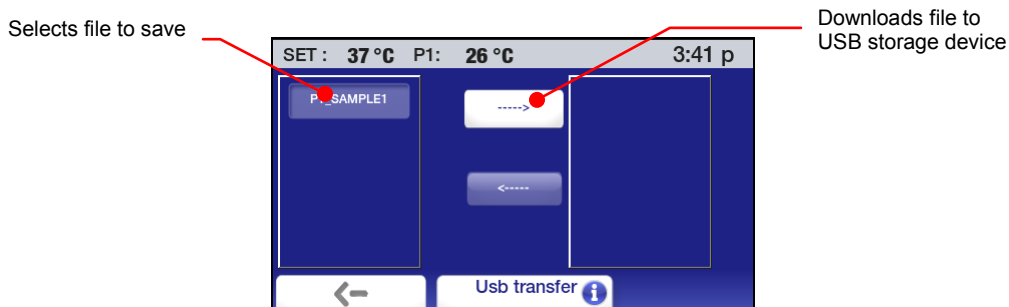 Selects file to save
Downloads file to
USB storage device
SET : 37 °C P1: 26 °C 3:41 p
P1_SAMPLE1
----->
<-----
Usb transfer